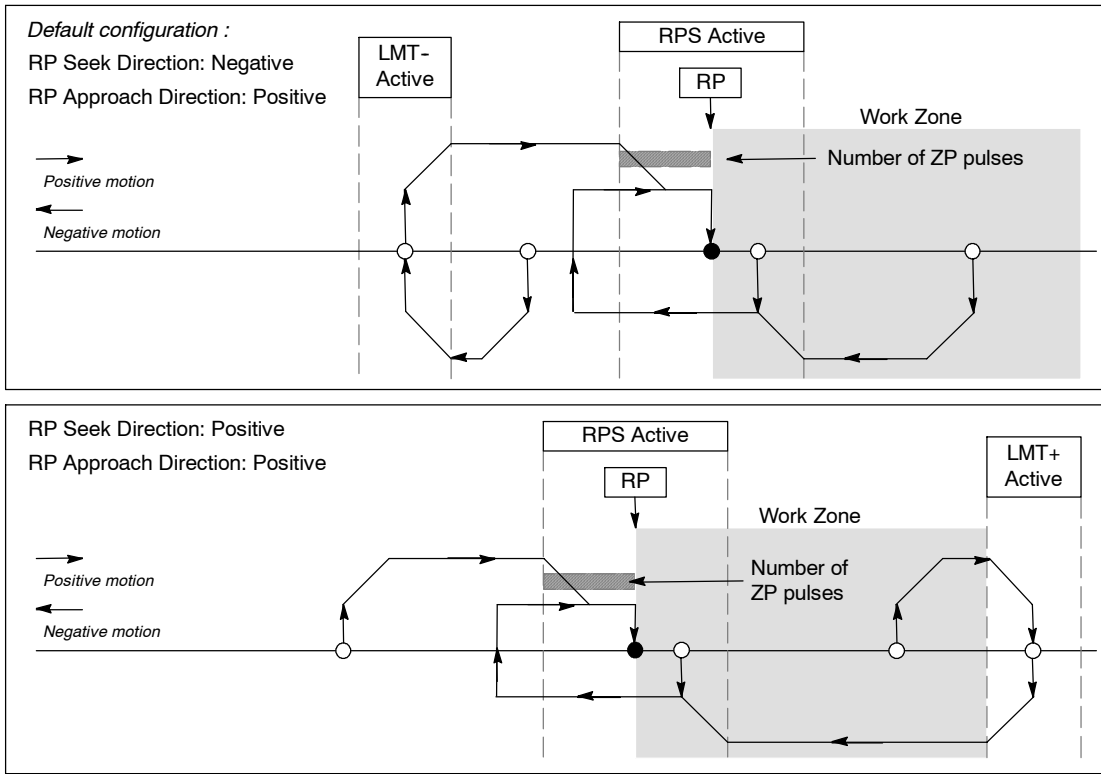 Default configuration :
RP Seek Direction: Negative
RP Approach Direction: Positive
LMT-
Active
RPS Active
RP
Work Zone
Number of ZP pulses
Positive motion
Negative motion
RP Seek Direction: Positive
RP Approach Direction: Positive
RPS Active
LMT+
Active
RP
Work Zone
Number of
ZP pulses
Positive motion
Negative motion